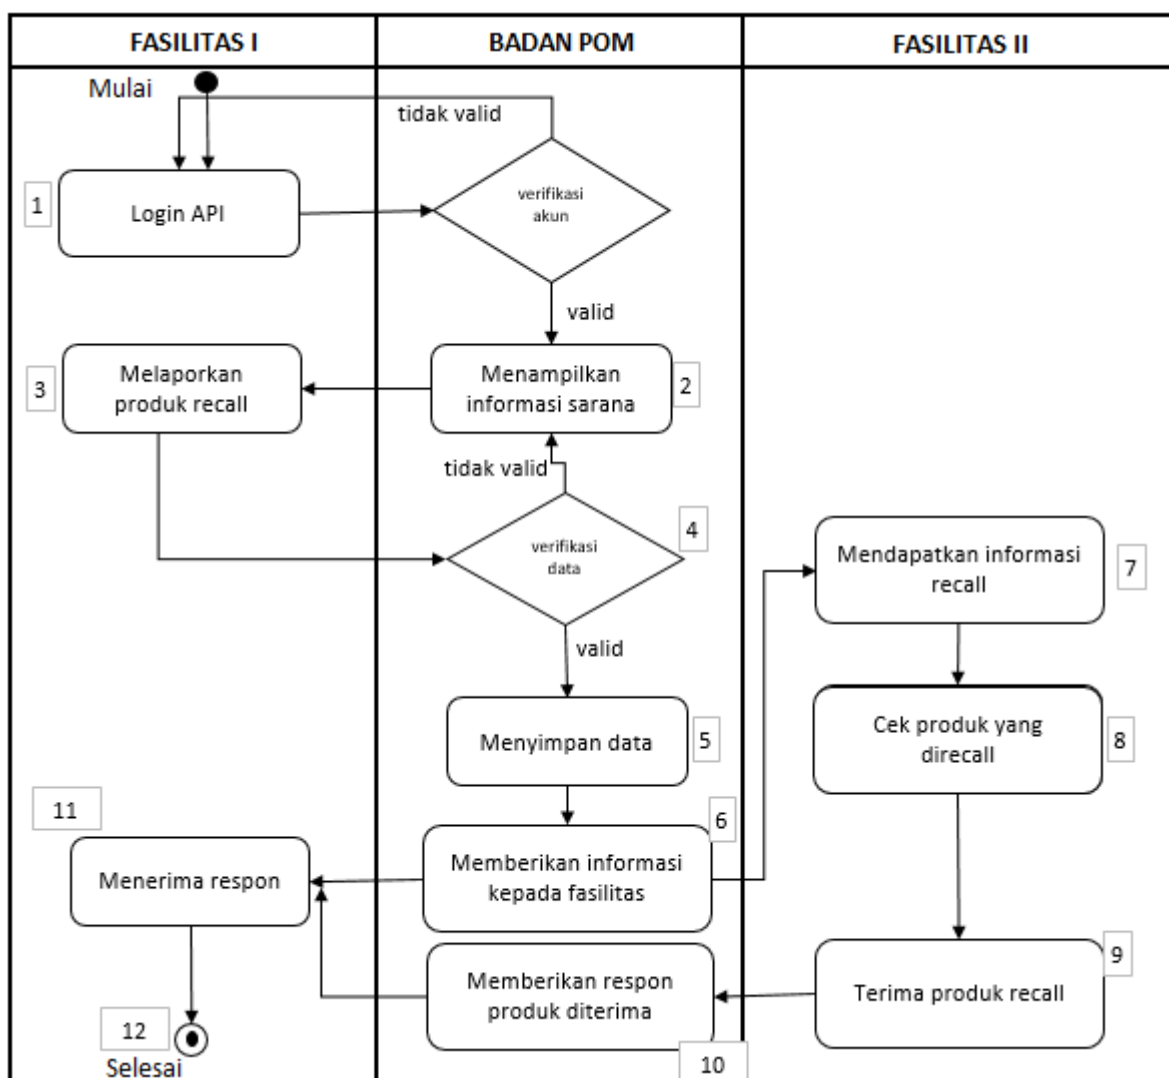 FASILITAS I
BADAN POM
FASILITAS II
Mulai
tidak valid
1
Login API
verifikasi
akun
valid
3
Melaporkan
produk recall
Menampilkan
informasi sarana
2
tidak valid
verifikasi
data
4
Mendapatkan informasi
recall
7
valid
Menyimpan data
5
Cek produk yang
direcall
8
11
Menerima respon
6
Memberikan informasi
kepada fasilitas
Memberikan respon
produk diterima
10
9
Terima produk recall
12
Selesai